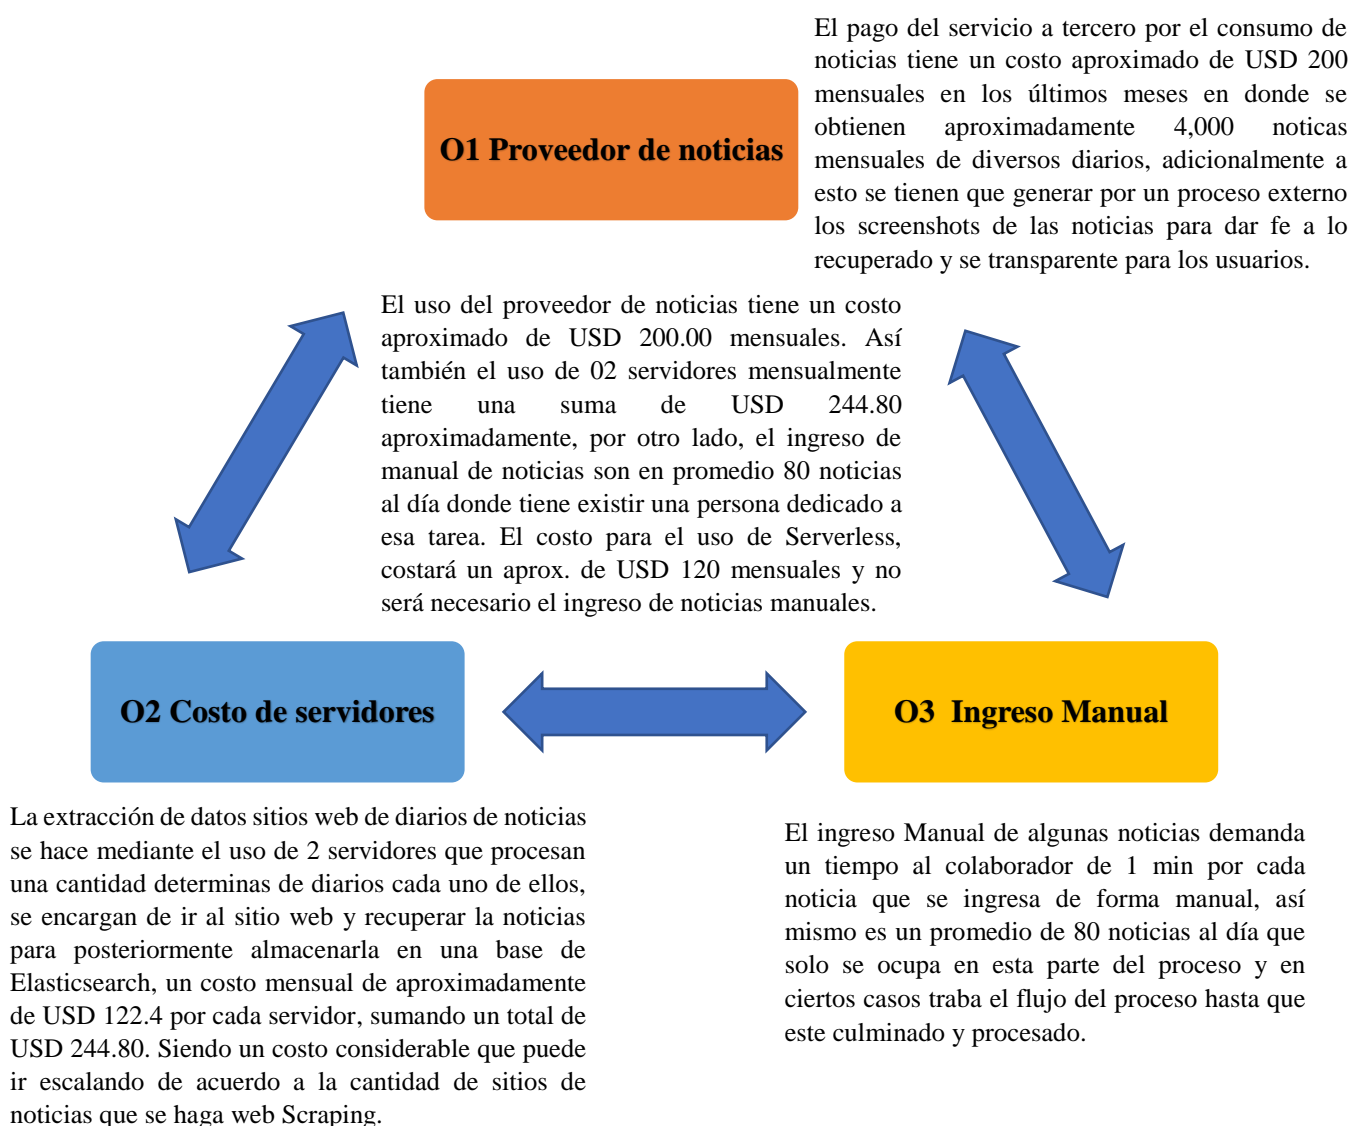 El pago del servicio a tercero por el consumo de
noticias tiene un costo aproximado de USD 200
mensuales en los últimos meses en donde se
obtienen aproximadamente 4,000 noticas
mensuales de diversos diarios, adicionalmente a
esto se tienen que generar por un proceso externo
los screenshots de las noticias para dar fe a lo
recuperado y se transparente para los usuarios.
O1 Proveedor de noticias
El uso del proveedor de noticias tiene un costo
aproximado de USD 200.00 mensuales. Así
también el uso de 02 servidores mensualmente
tiene una suma de USD 244.80
aproximadamente, por otro lado, el ingreso de
manual de noticias son en promedio 80 noticias
al día donde tiene existir una persona dedicado a
esa tarea. El costo para el uso de Serverless,
costará un aprox. de USD 120 mensuales y no
será necesario el ingreso de noticias manuales.
O2 Costo de servidores
O3 Ingreso Manual
La extracción de datos sitios web de diarios de noticias
se hace mediante el uso de 2 servidores que procesan
una cantidad determinas de diarios cada uno de ellos,
se encargan de ir al sitio web y recuperar la noticias
para posteriormente almacenarla en una base de
Elasticsearch, un costo mensual de aproximadamente
de USD 122.4 por cada servidor, sumando un total de
USD 244.80. Siendo un costo considerable que puede
ir escalando de acuerdo a la cantidad de sitios de
noticias que se haga web Scraping.
El ingreso Manual de algunas noticias demanda
un tiempo al colaborador de 1 min por cada
noticia que se ingresa de forma manual, así
mismo es un promedio de 80 noticias al día que
solo se ocupa en esta parte del proceso y en
ciertos casos traba el flujo del proceso hasta que
este culminado y procesado.